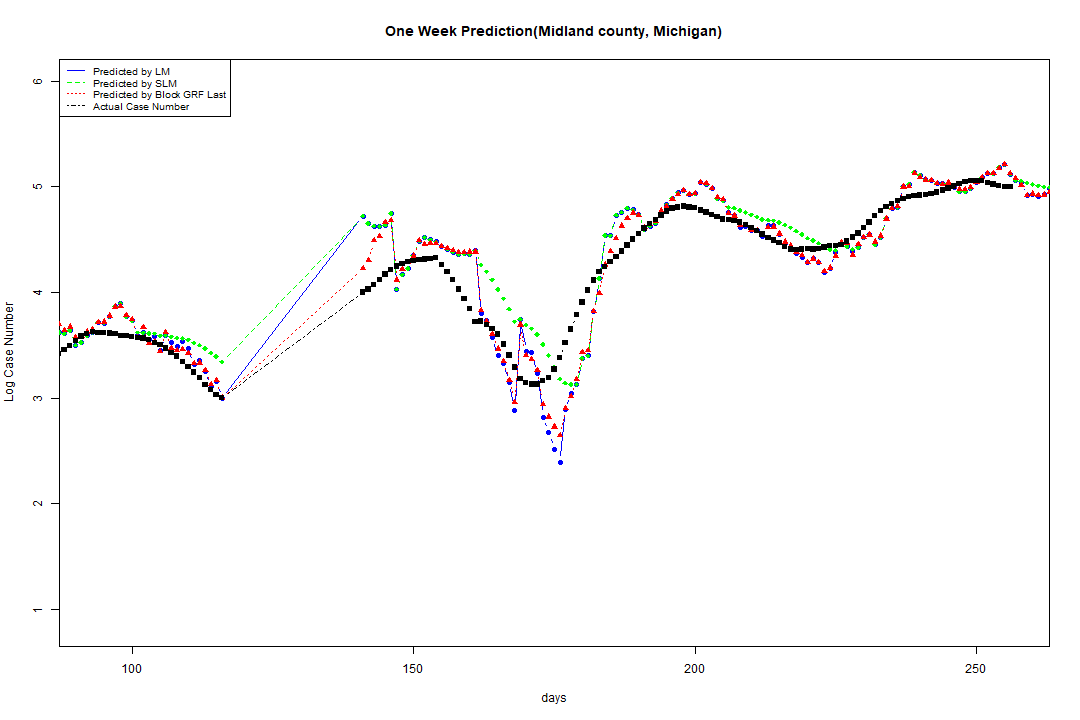 One Week Prediction(Midland county, Michigan)
Predicted by LM
Predicted by SLM
Predicted by Block GRF Last
Actual Case Number
6
5
4
3
2
1
Log Case Number
100 150 200 250
days